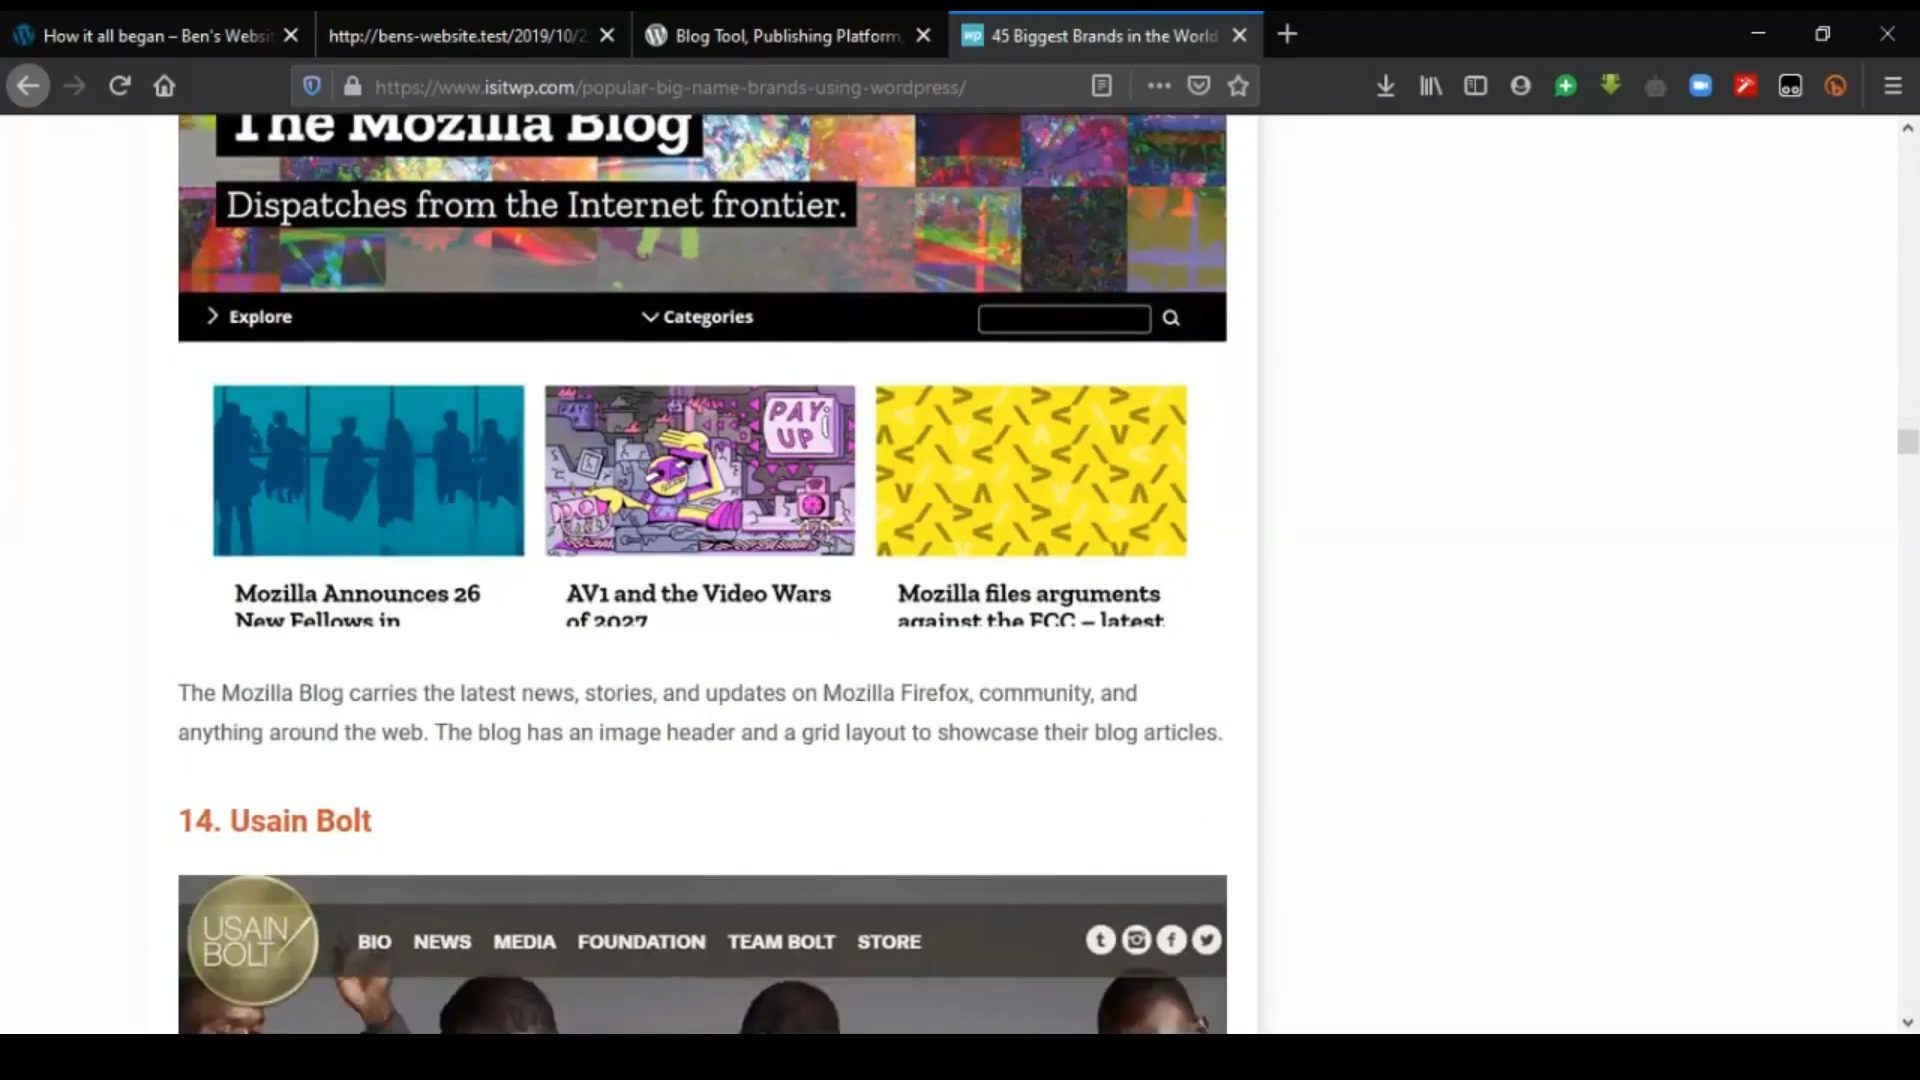 How it all began – Ben's Websi
http://bens-website.test/2019/10/2
Blog Tool, Publishing Platform,
wp 45 Biggest Brands in the World
https://www.isitwp.com/popular-big-name-brands-using-wordpress/
The Mozilla Blog
Dispatches from the Internet frontier.
Explore
Categories
PAY UP
Mozilla Announces 26
New Fellows in
AV1 and the Video Wars
of 2027
Mozilla files arguments
against the FCC – latest
The Mozilla Blog carries the latest news, stories, and updates on Mozilla Firefox, community, and
anything around the web. The blog has an image header and a grid layout to showcase their blog articles.
14. Usain Bolt
USAIN
BOLT
BIO NEWS MEDIA FOUNDATION TEAM BOLT STORE